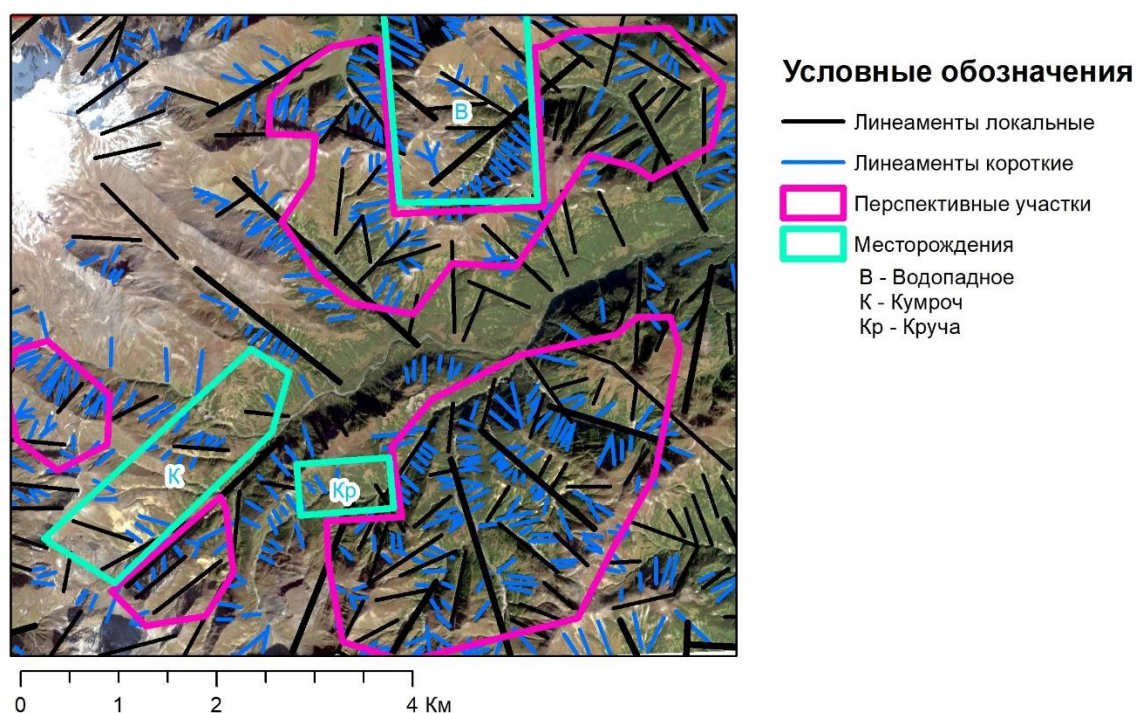 В
К
Кр
0 1 2 4 Км
Условные обозначения
Линеаменты локальные
Линеаменты короткие
Перспективные участки
Месторождения
В - Водопадное
К - Кумроч
Кр - Круча